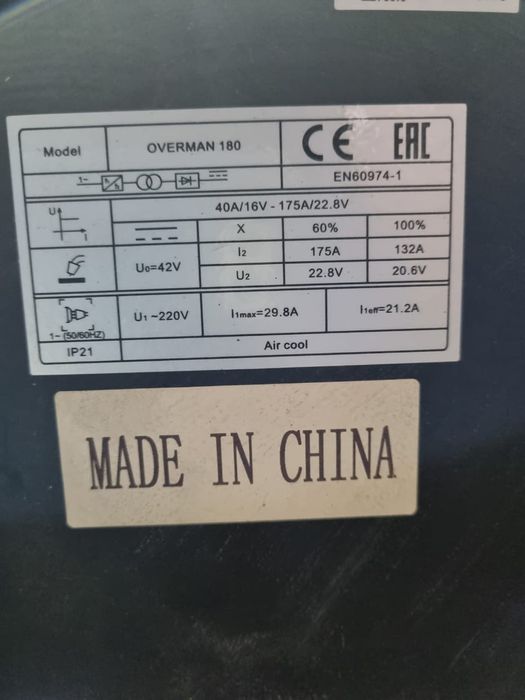 Model OVERMAN 180 CE EAC
1~ EN60974-1
40A/16V - 175A/22.8V
U I X 60% 100%
U0=42V I2 175A 132A
U2 22.8V 20.6V
1~ (50/60HZ) U1 ~220V I1max=29.8A I1eff=21.2A
IP21 Air cool
MADE IN CHINA